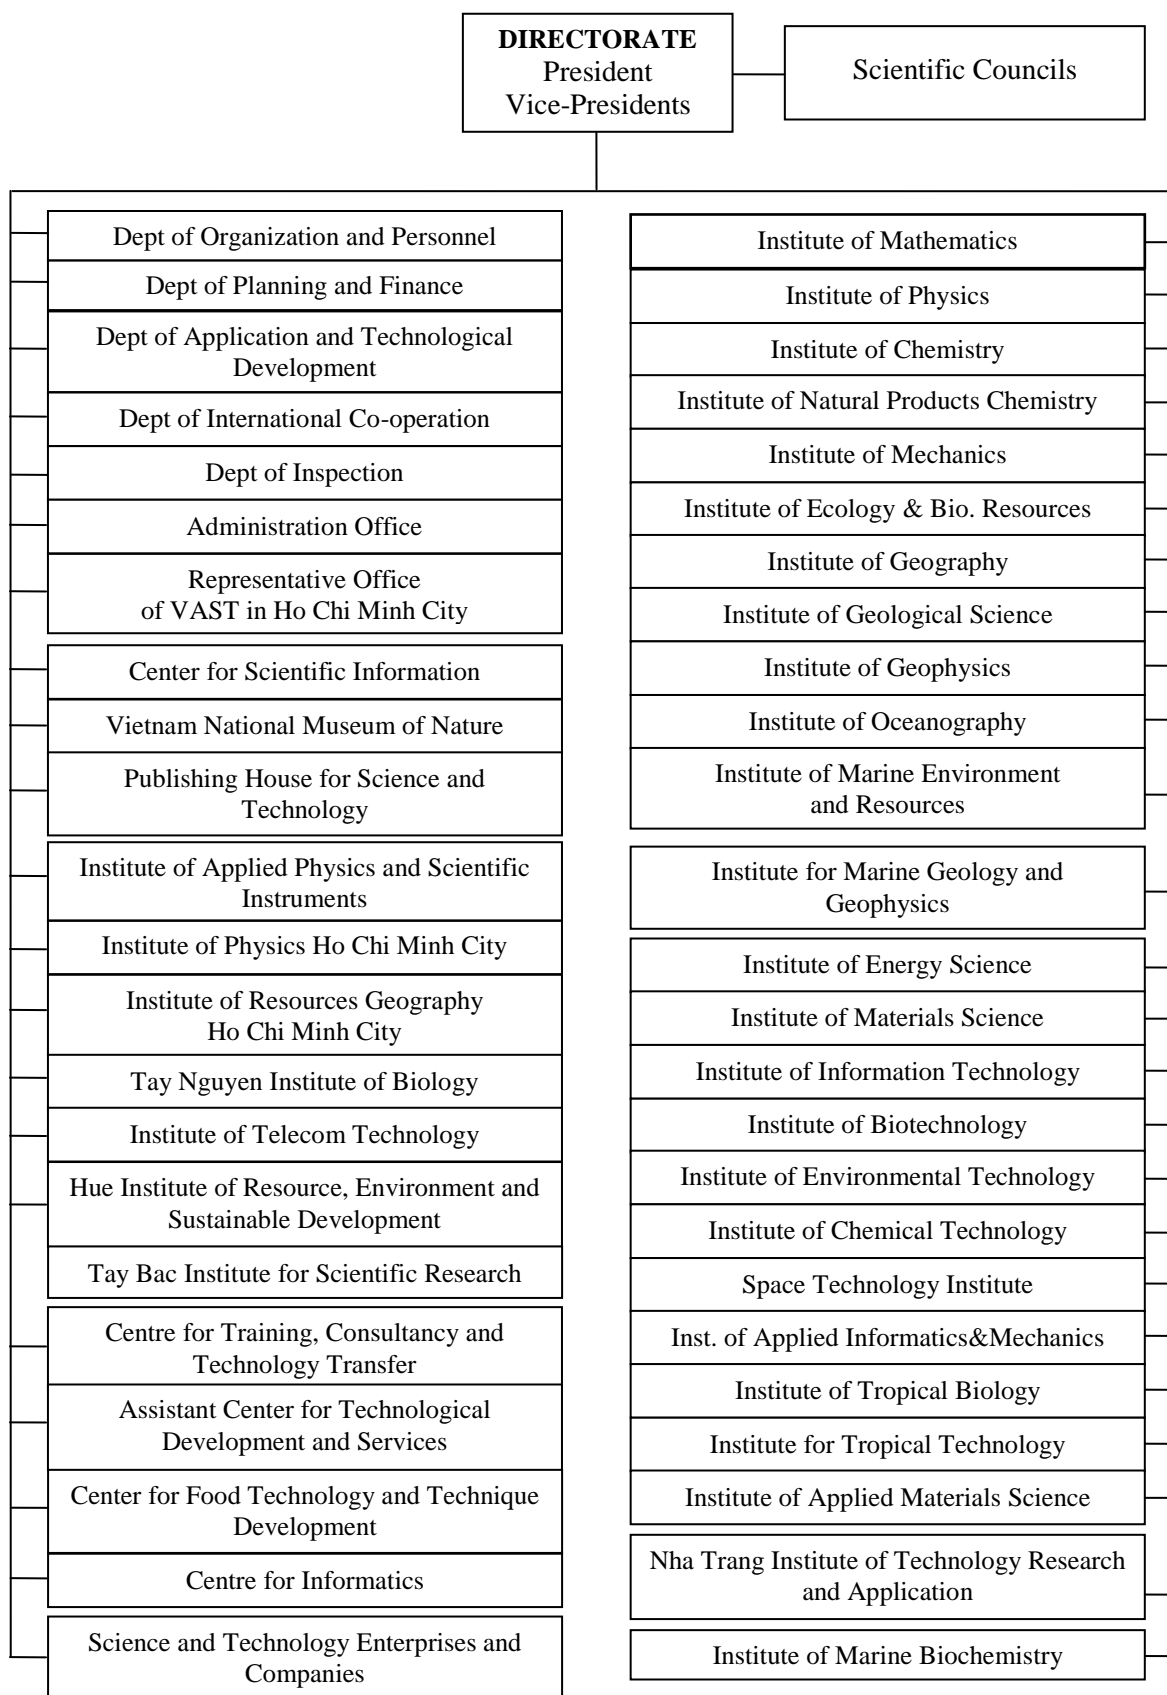 DIRECTORATE
President
Vice-Presidents
Scientific Councils
Dept of Organization and Personnel
Dept of Planning and Finance
Dept of Application and Technological
Development
Dept of International Co-operation
Dept of Inspection
Administration Office
Representative Office
of VAST in Ho Chi Minh City
Center for Scientific Information
Vietnam National Museum of Nature
Publishing House for Science and
Technology
Institute of Applied Physics and Scientific
Instruments
Institute of Physics Ho Chi Minh City
Institute of Resources Geography
Ho Chi Minh City
Tay Nguyen Institute of Biology
Institute of Telecom Technology
Hue Institute of Resource, Environment and
Sustainable Development
Tay Bac Institute for Scientific Research
Centre for Training, Consultancy and
Technology Transfer
Assistant Center for Technological
Development and Services
Center for Food Technology and Technique
Development
Centre for Informatics
Science and Technology Enterprises and
Companies
Institute of Mathematics
Institute of Physics
Institute of Chemistry
Institute of Natural Products Chemistry
Institute of Mechanics
Institute of Ecology & Bio. Resources
Institute of Geography
Institute of Geological Science
Institute of Geophysics
Institute of Oceanography
Institute of Marine Environment
and Resources
Institute for Marine Geology and
Geophysics
Institute of Energy Science
Institute of Materials Science
Institute of Information Technology
Institute of Biotechnology
Institute of Environmental Technology
Institute of Chemical Technology
Space Technology Institute
Inst. of Applied Informatics&Mechanics
Institute of Tropical Biology
Institute for Tropical Technology
Institute of Applied Materials Science
Nha Trang Institute of Technology Research
and Application
Institute of Marine Biochemistry